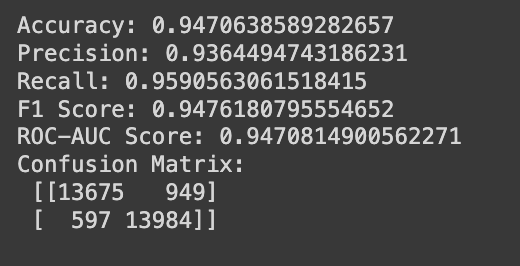 Accuracy: 0.9470638589282657
Precision: 0.9364494743186231
Recall: 0.9590563061518415
F1 Score: 0.9476180795554652
ROC-AUC Score: 0.9470814900562271
Confusion Matrix:
[[13675 949]
[ 597 13984]]